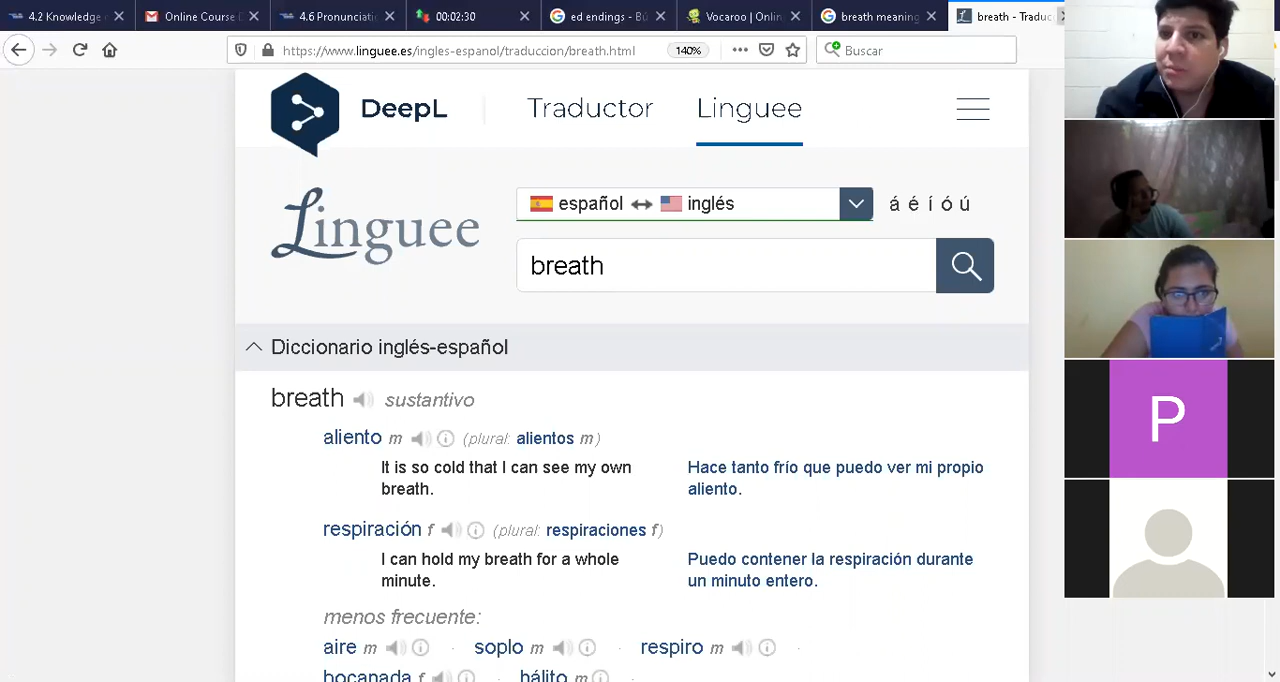 4.2 Knowledge
Online Course
4.6 Pronunciati
00:02:30
ed endings - Bú
Vocaroo | Onlin
breath meaning
breath - Traduc
https://www.linguee.es/ingles-espanol/traduccion/breath.html
140%
Buscar
DeepL
Traductor
Linguee
Linguee
español ↔ inglés
á é í ó ú
breath
Diccionario inglés-español
breath sustantivo
aliento m (plural: alientos m)
It is so cold that I can see my own
breath.
Hace tanto frío que puedo ver mi propio
aliento.
respiración f (plural: respiraciones f)
I can hold my breath for a whole
minute.
Puedo contener la respiración durante
un minuto entero.
menos frecuente:
aire m · soplo m · respiro m ·
bocanada f · hálito m
P